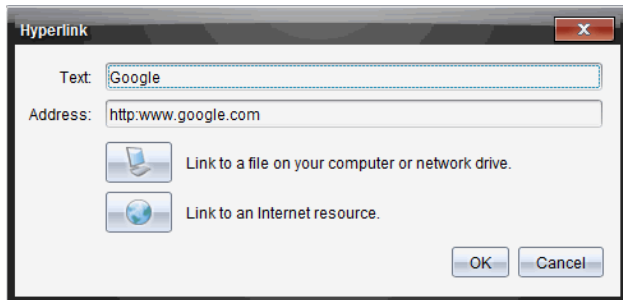 Hyperlink
Text: Google
Address: http:www.google.com
Link to a file on your computer or network drive.
Link to an Internet resource.
OK Cancel